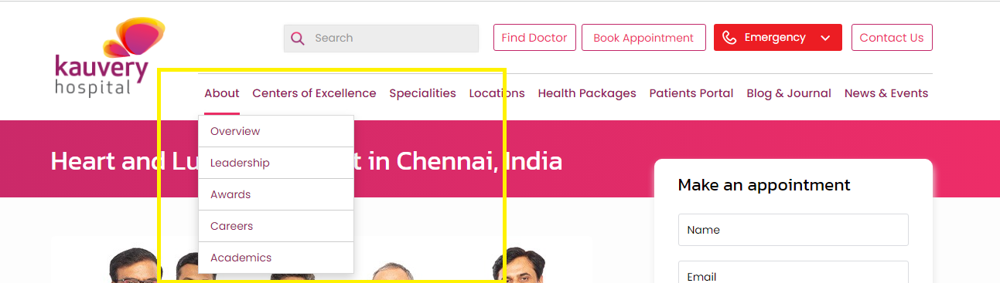 kauvery
hospital
Search
Find Doctor
Book Appointment
Emergency
Contact Us
About
Centers of Excellence
Specialities
Locations
Health Packages
Patients Portal
Blog & Journal
News & Events
Overview
Leadership
Awards
Careers
Academics
Heart and Lu t in Chennai, India
Make an appointment
Name
Email